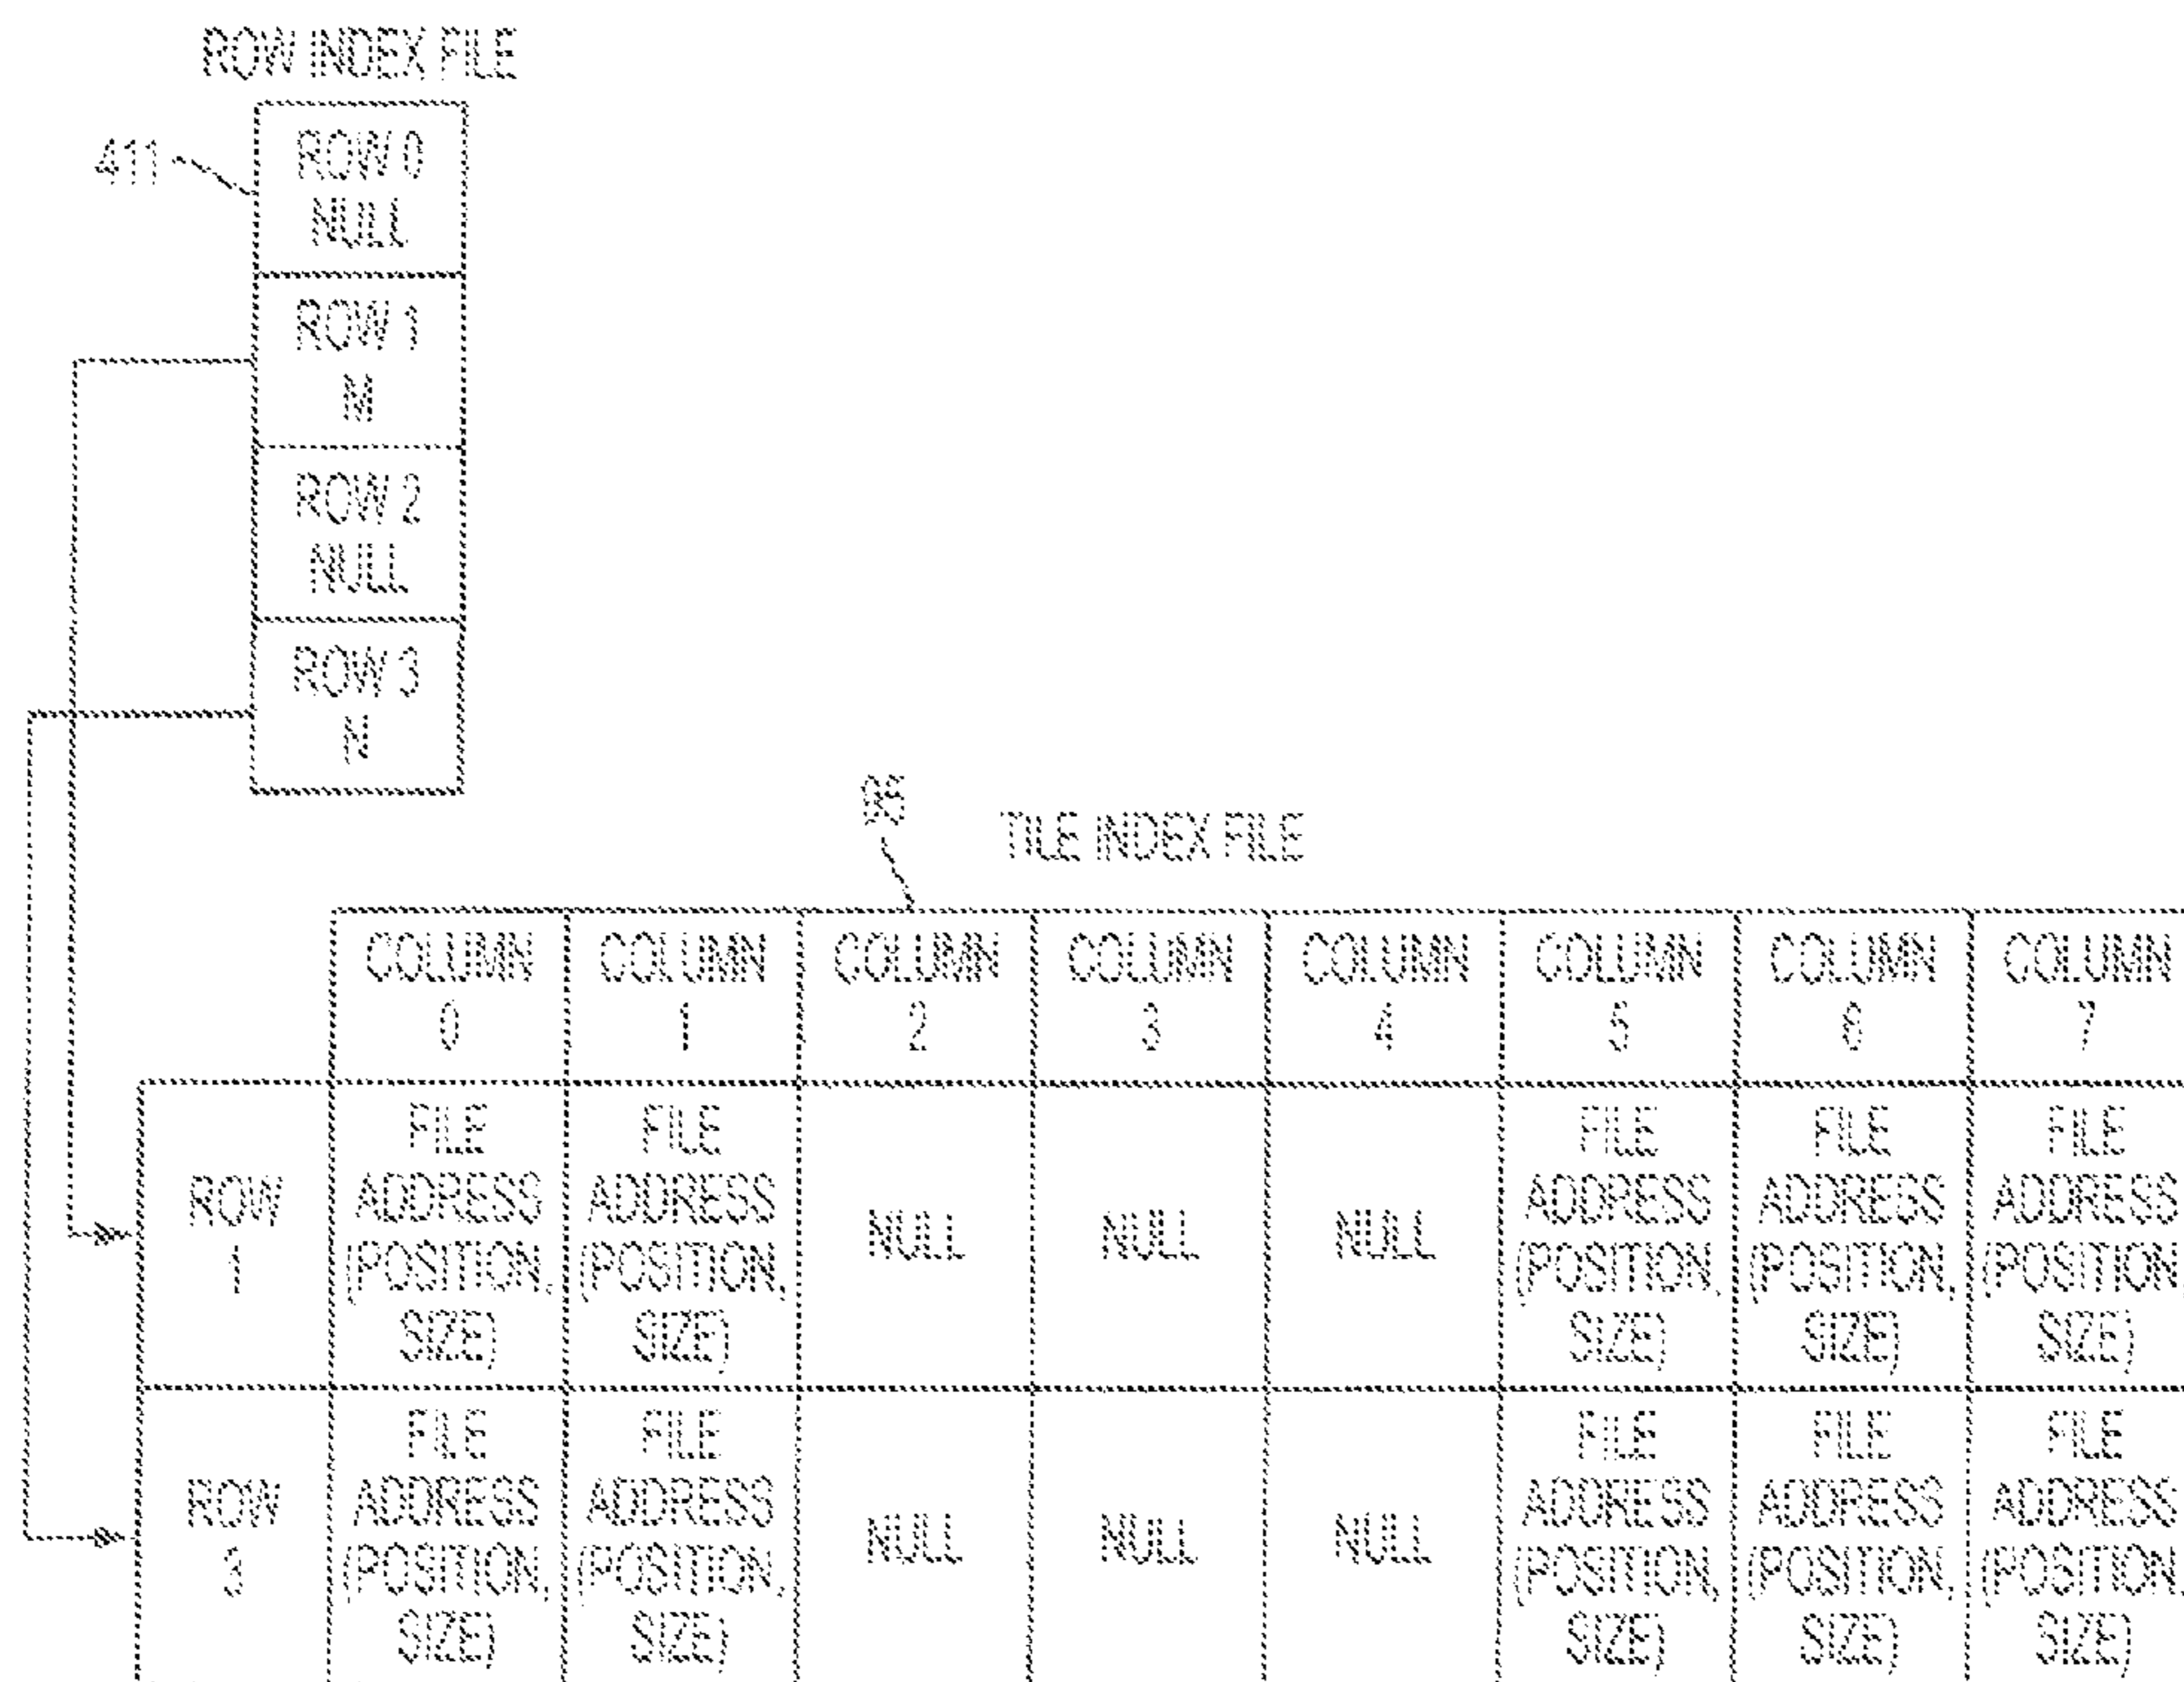 ROW INDEX FILE
411
ROW 0
NULL
ROW 1
M
ROW 2
NULL
ROW 3
N
95
TILE INDEX FILE
COLUMN 0
COLUMN 1
COLUMN 2
COLUMN 3
COLUMN 4
COLUMN 5
COLUMN 6
COLUMN 7
ROW 1
FILE ADDRESS (POSITION, SIZE)
FILE ADDRESS (POSITION, SIZE)
NULL
NULL
NULL
FILE ADDRESS (POSITION, SIZE)
FILE ADDRESS (POSITION, SIZE)
FILE ADDRESS (POSITION, SIZE)
ROW 3
FILE ADDRESS (POSITION, SIZE)
FILE ADDRESS (POSITION, SIZE)
NULL
NULL
NULL
FILE ADDRESS (POSITION, SIZE)
FILE ADDRESS (POSITION, SIZE)
FILE ADDRESS (POSITION, SIZE)